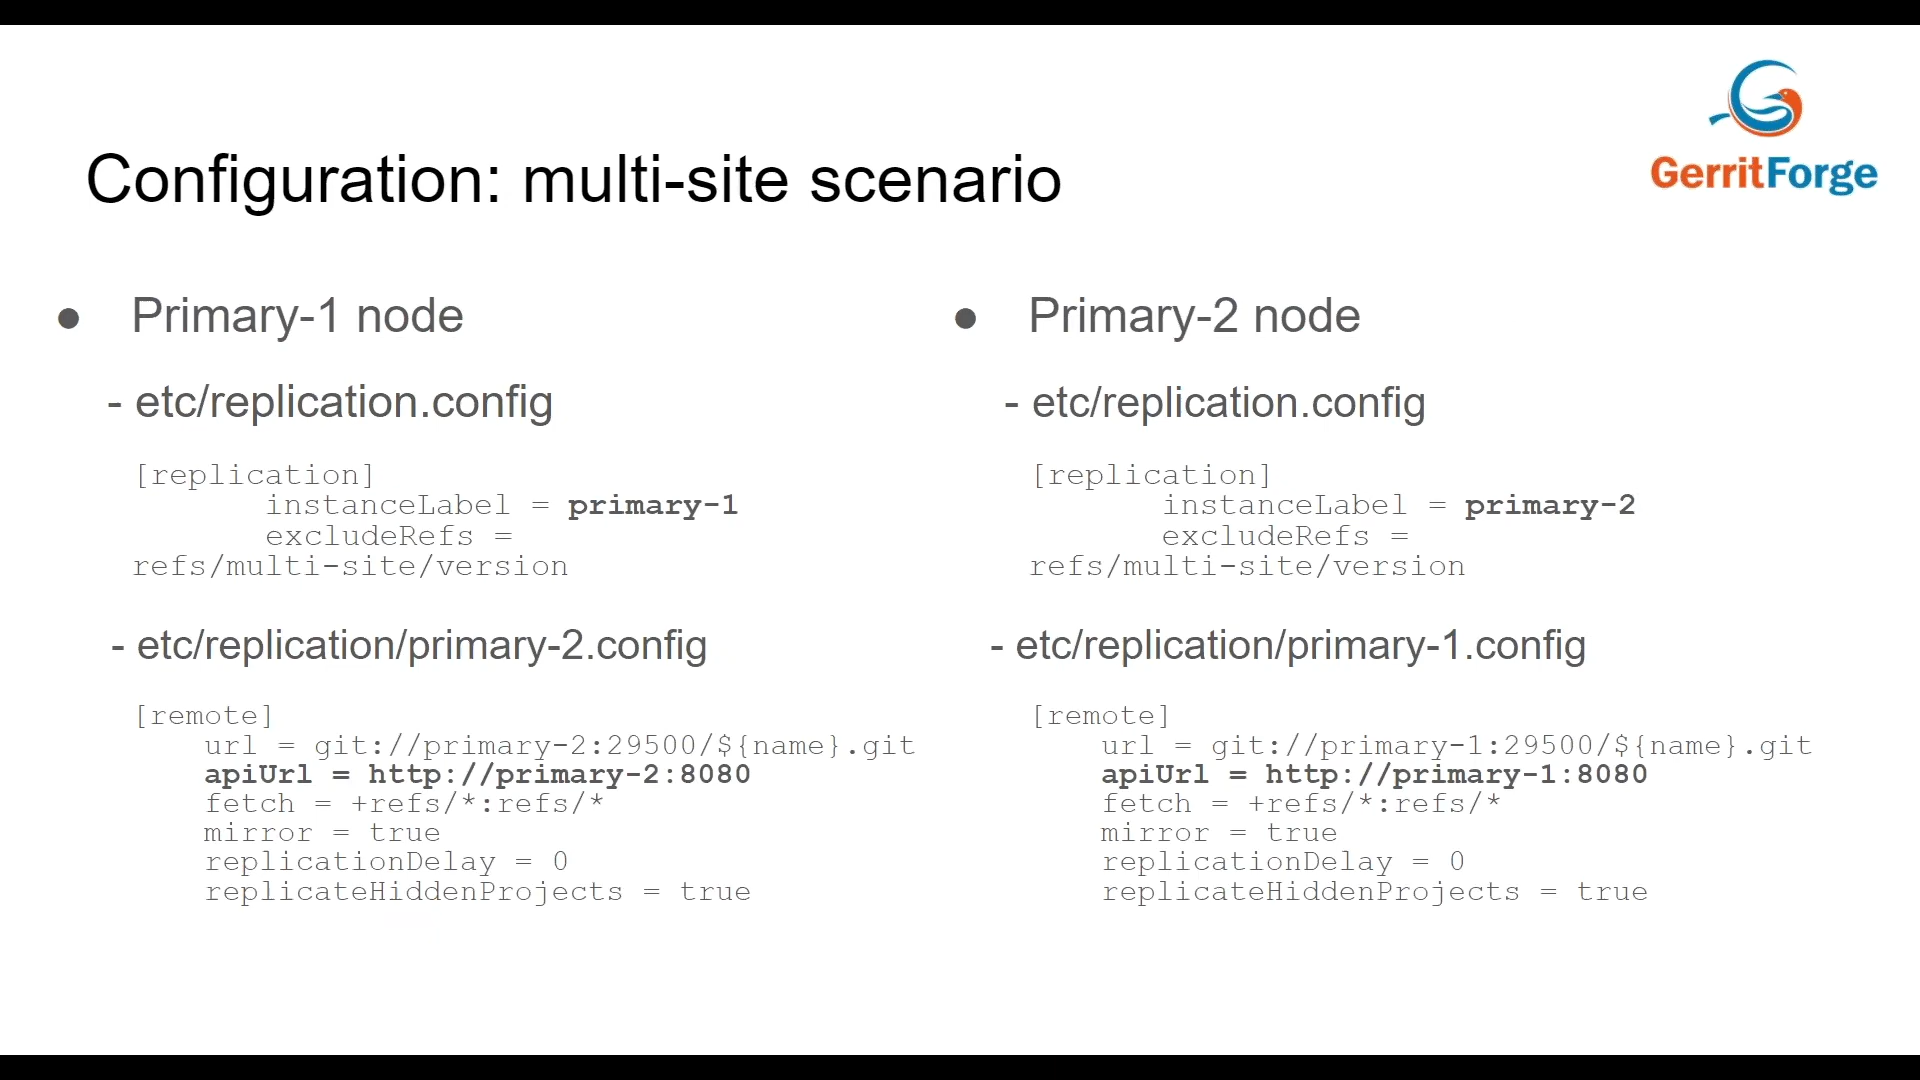 GerritForge
Configuration: multi-site scenario
● Primary-1 node
- etc/replication.config
[replication]
instanceLabel = primary-1
excludeRefs =
refs/multi-site/version
- etc/replication/primary-2.config
[remote]
url = git://primary-2:29500/${name}.git
apiUrl = http://primary-2:8080
fetch = +refs/*:refs/*
mirror = true
replicationDelay = 0
replicateHiddenProjects = true
● Primary-2 node
- etc/replication.config
[replication]
instanceLabel = primary-2
excludeRefs =
refs/multi-site/version
- etc/replication/primary-1.config
[remote]
url = git://primary-1:29500/${name}.git
apiUrl = http://primary-1:8080
fetch = +refs/*:refs/*
mirror = true
replicationDelay = 0
replicateHiddenProjects = true